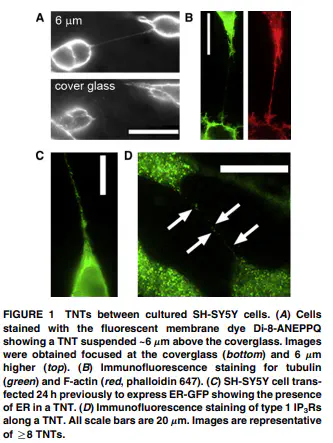 A
6 μm
B
cover glass
C
D
FIGURE 1 TNTs between cultured SH-SY5Y cells. (A) Cells
stained with the fluorescent membrane dye Di-8-ANEPPQ
showing a TNT suspended ~6 μm above the coverglass. Images
were obtained focused at the coverglass (bottom) and 6 μm
higher (top). (B) Immunofluorescence staining for tubulin
(green) and F-actin (red, phalloidin 647). (C) SH-SY5Y cell trans-
fected 24 h previously to express ER-GFP showing the presence
of ER in a TNT. (D) Immunofluorescence staining of type 1 IP3Rs
along a TNT. All scale bars are 20 μm. Images are representative
of ≥8 TNTs.